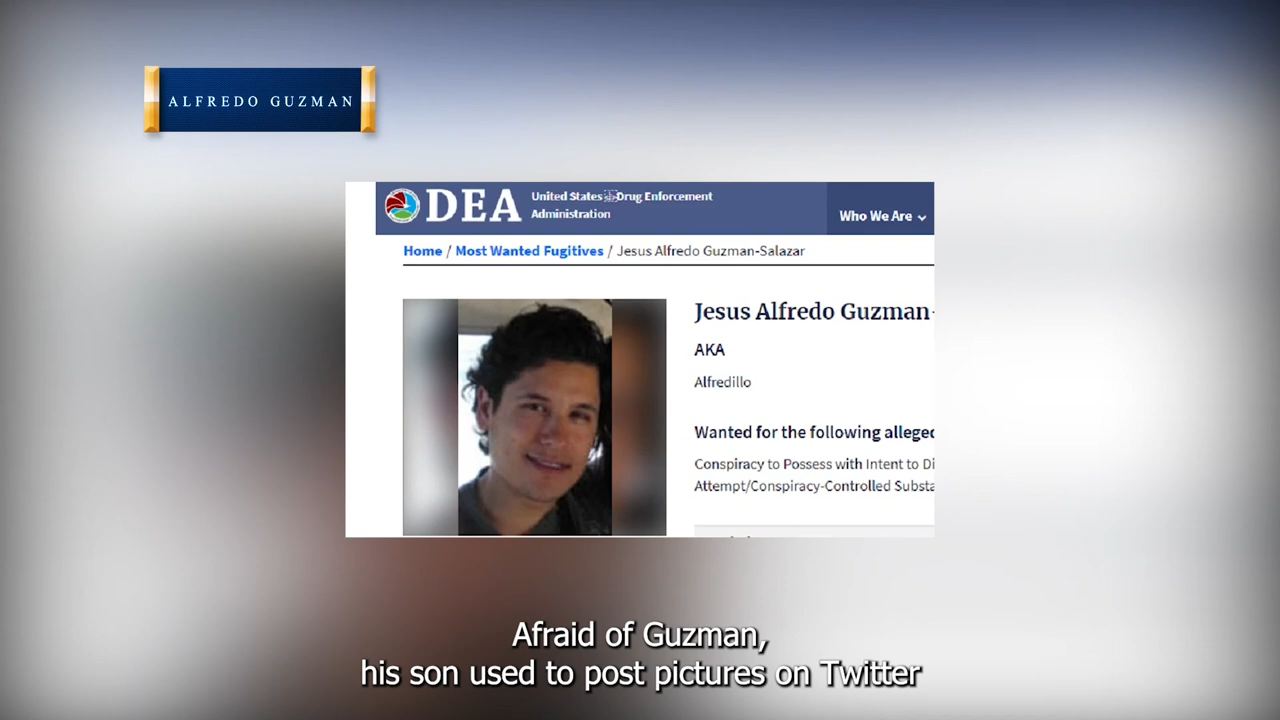 ALFREDO GUZMAN
DEA
United States Drug Enforcement
Administration
Who We Are
Home / Most Wanted Fugitives / Jesus Alfredo Guzman-Salazar
Jesus Alfredo Guzman-
AKA
Alfredillo
Wanted for the following alleged
Conspiracy to Possess with Intent to Di
Attempt/Conspiracy-Controlled Substa
Afraid of Guzman,
his son used to post pictures on Twitter